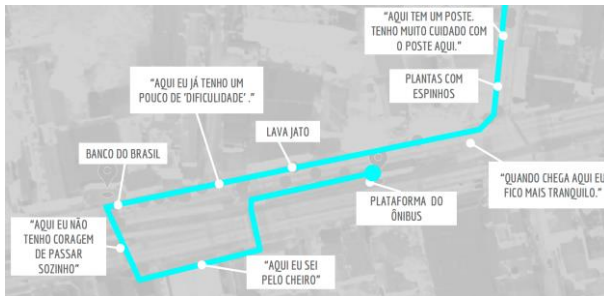 "AQUI TEM UM POSTE.
TENHO MUITO CUIDADO COM
O POSTE AQUI."
PLANTAS COM
ESPINHOS
"AQUI EU JÁ TENHO UM
POUCO DE 'DIFICULIDADE'."
LAVA JATO
BANCO DO BRASIL
"QUANDO CHEGA AQUI EU
FICO MAIS TRANQUILO."
PLATAFORMA DO
ÔNIBUS
"AQUI EU NÃO
TENHO CORAGEM
DE PASSAR
SOZINHO"
"AQUI EU SEI
PELO CHEIRO"